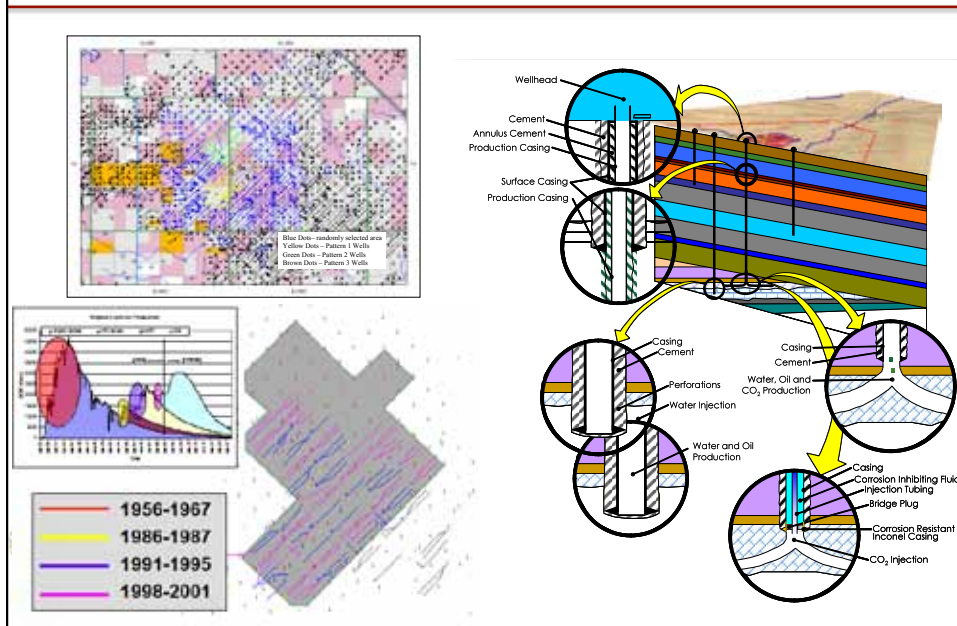 Blue Dots– randomly selected area
Yellow Dots – Pattern 1 Wells
Green Dots – Pattern 2 Wells
Brown Dots – Pattern 3 Wells
1956-1967
1986-1987
1991-1995
1998-2001
Wellhead
Cement
Annulus Cement
Production Casing
Surface Casing
Production Casing
Casing
Cement
Perforations
Water Injection
Water and Oil
Production
Casing
Cement
Water, Oil and
CO₂ Production
Casing
Corrosion Inhibiting Fluid
Injection Tubing
Bridge Plug
Corrosion Resistant
Inconel Casing
CO₂ Injection